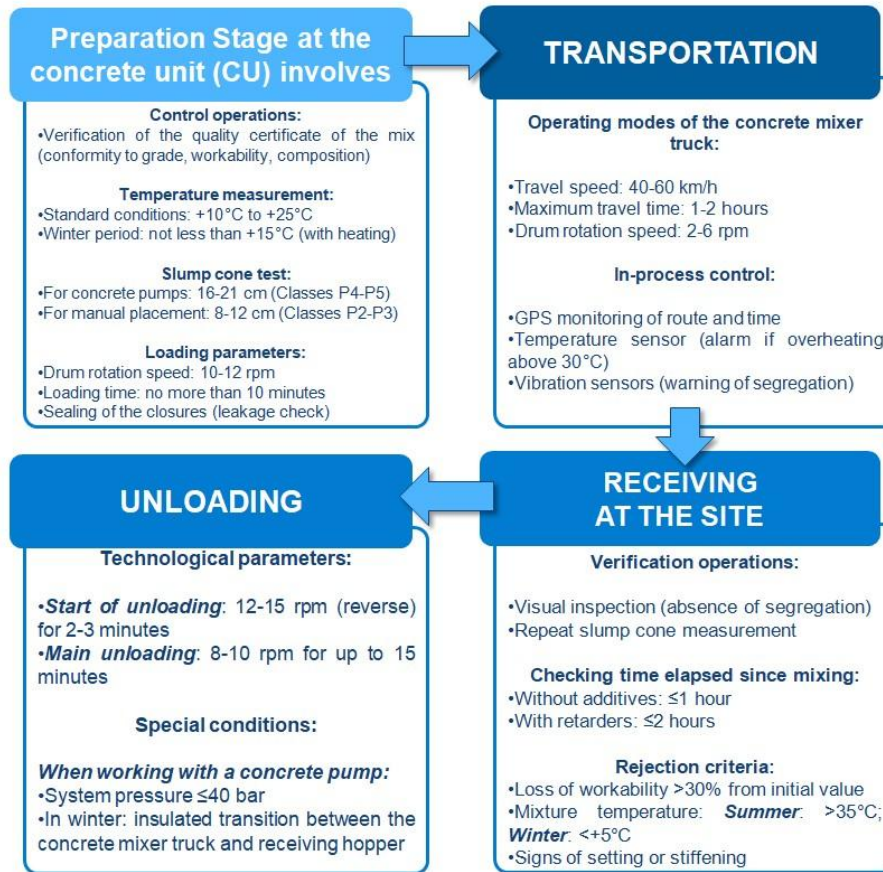 Preparation Stage at the
concrete unit (CU) involves
Control operations:
•Verification of the quality certificate of the mix
(conformity to grade, workability, composition)
Temperature measurement:
•Standard conditions: +10°C to +25°C
•Winter period: not less than +15°C (with heating)
Slump cone test:
•For concrete pumps: 16-21 cm (Classes P4-P5)
•For manual placement: 8-12 cm (Classes P2-P3)
Loading parameters:
•Drum rotation speed: 10-12 rpm
•Loading time: no more than 10 minutes
•Sealing of the closures (leakage check)
TRANSPORTATION
Operating modes of the concrete mixer
truck:
•Travel speed: 40-60 km/h
•Maximum travel time: 1-2 hours
•Drum rotation speed: 2-6 rpm
In-process control:
•GPS monitoring of route and time
•Temperature sensor (alarm if overheating
above 30°C)
•Vibration sensors (warning of segregation)
RECEIVING
AT THE SITE
Verification operations:
•Visual inspection (absence of segregation)
•Repeat slump cone measurement
Checking time elapsed since mixing:
•Without additives: ≤1 hour
•With retarders: ≤2 hours
Rejection criteria:
•Loss of workability >30% from initial value
•Mixture temperature: Summer: >35°C;
Winter: <+5°C
•Signs of setting or stiffening
UNLOADING
Technological parameters:
•Start of unloading: 12-15 rpm (reverse)
for 2-3 minutes
•Main unloading: 8-10 rpm for up to 15
minutes
Special conditions:
When working with a concrete pump:
•System pressure ≤40 bar
•In winter: insulated transition between the
concrete mixer truck and receiving hopper